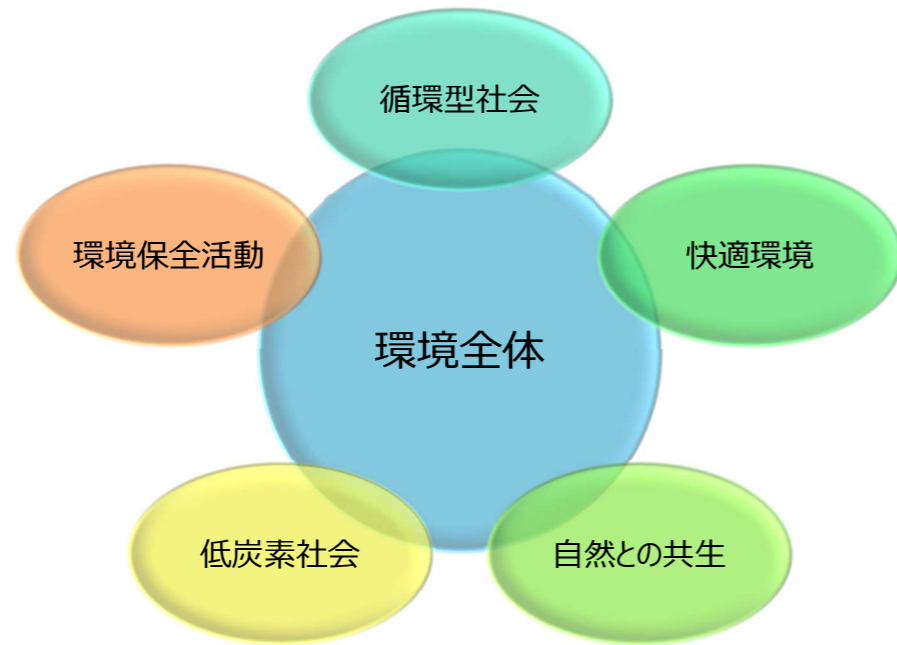 循環型社会
環境保全活動
快適環境
環境全体
低炭素社会
自然との共生